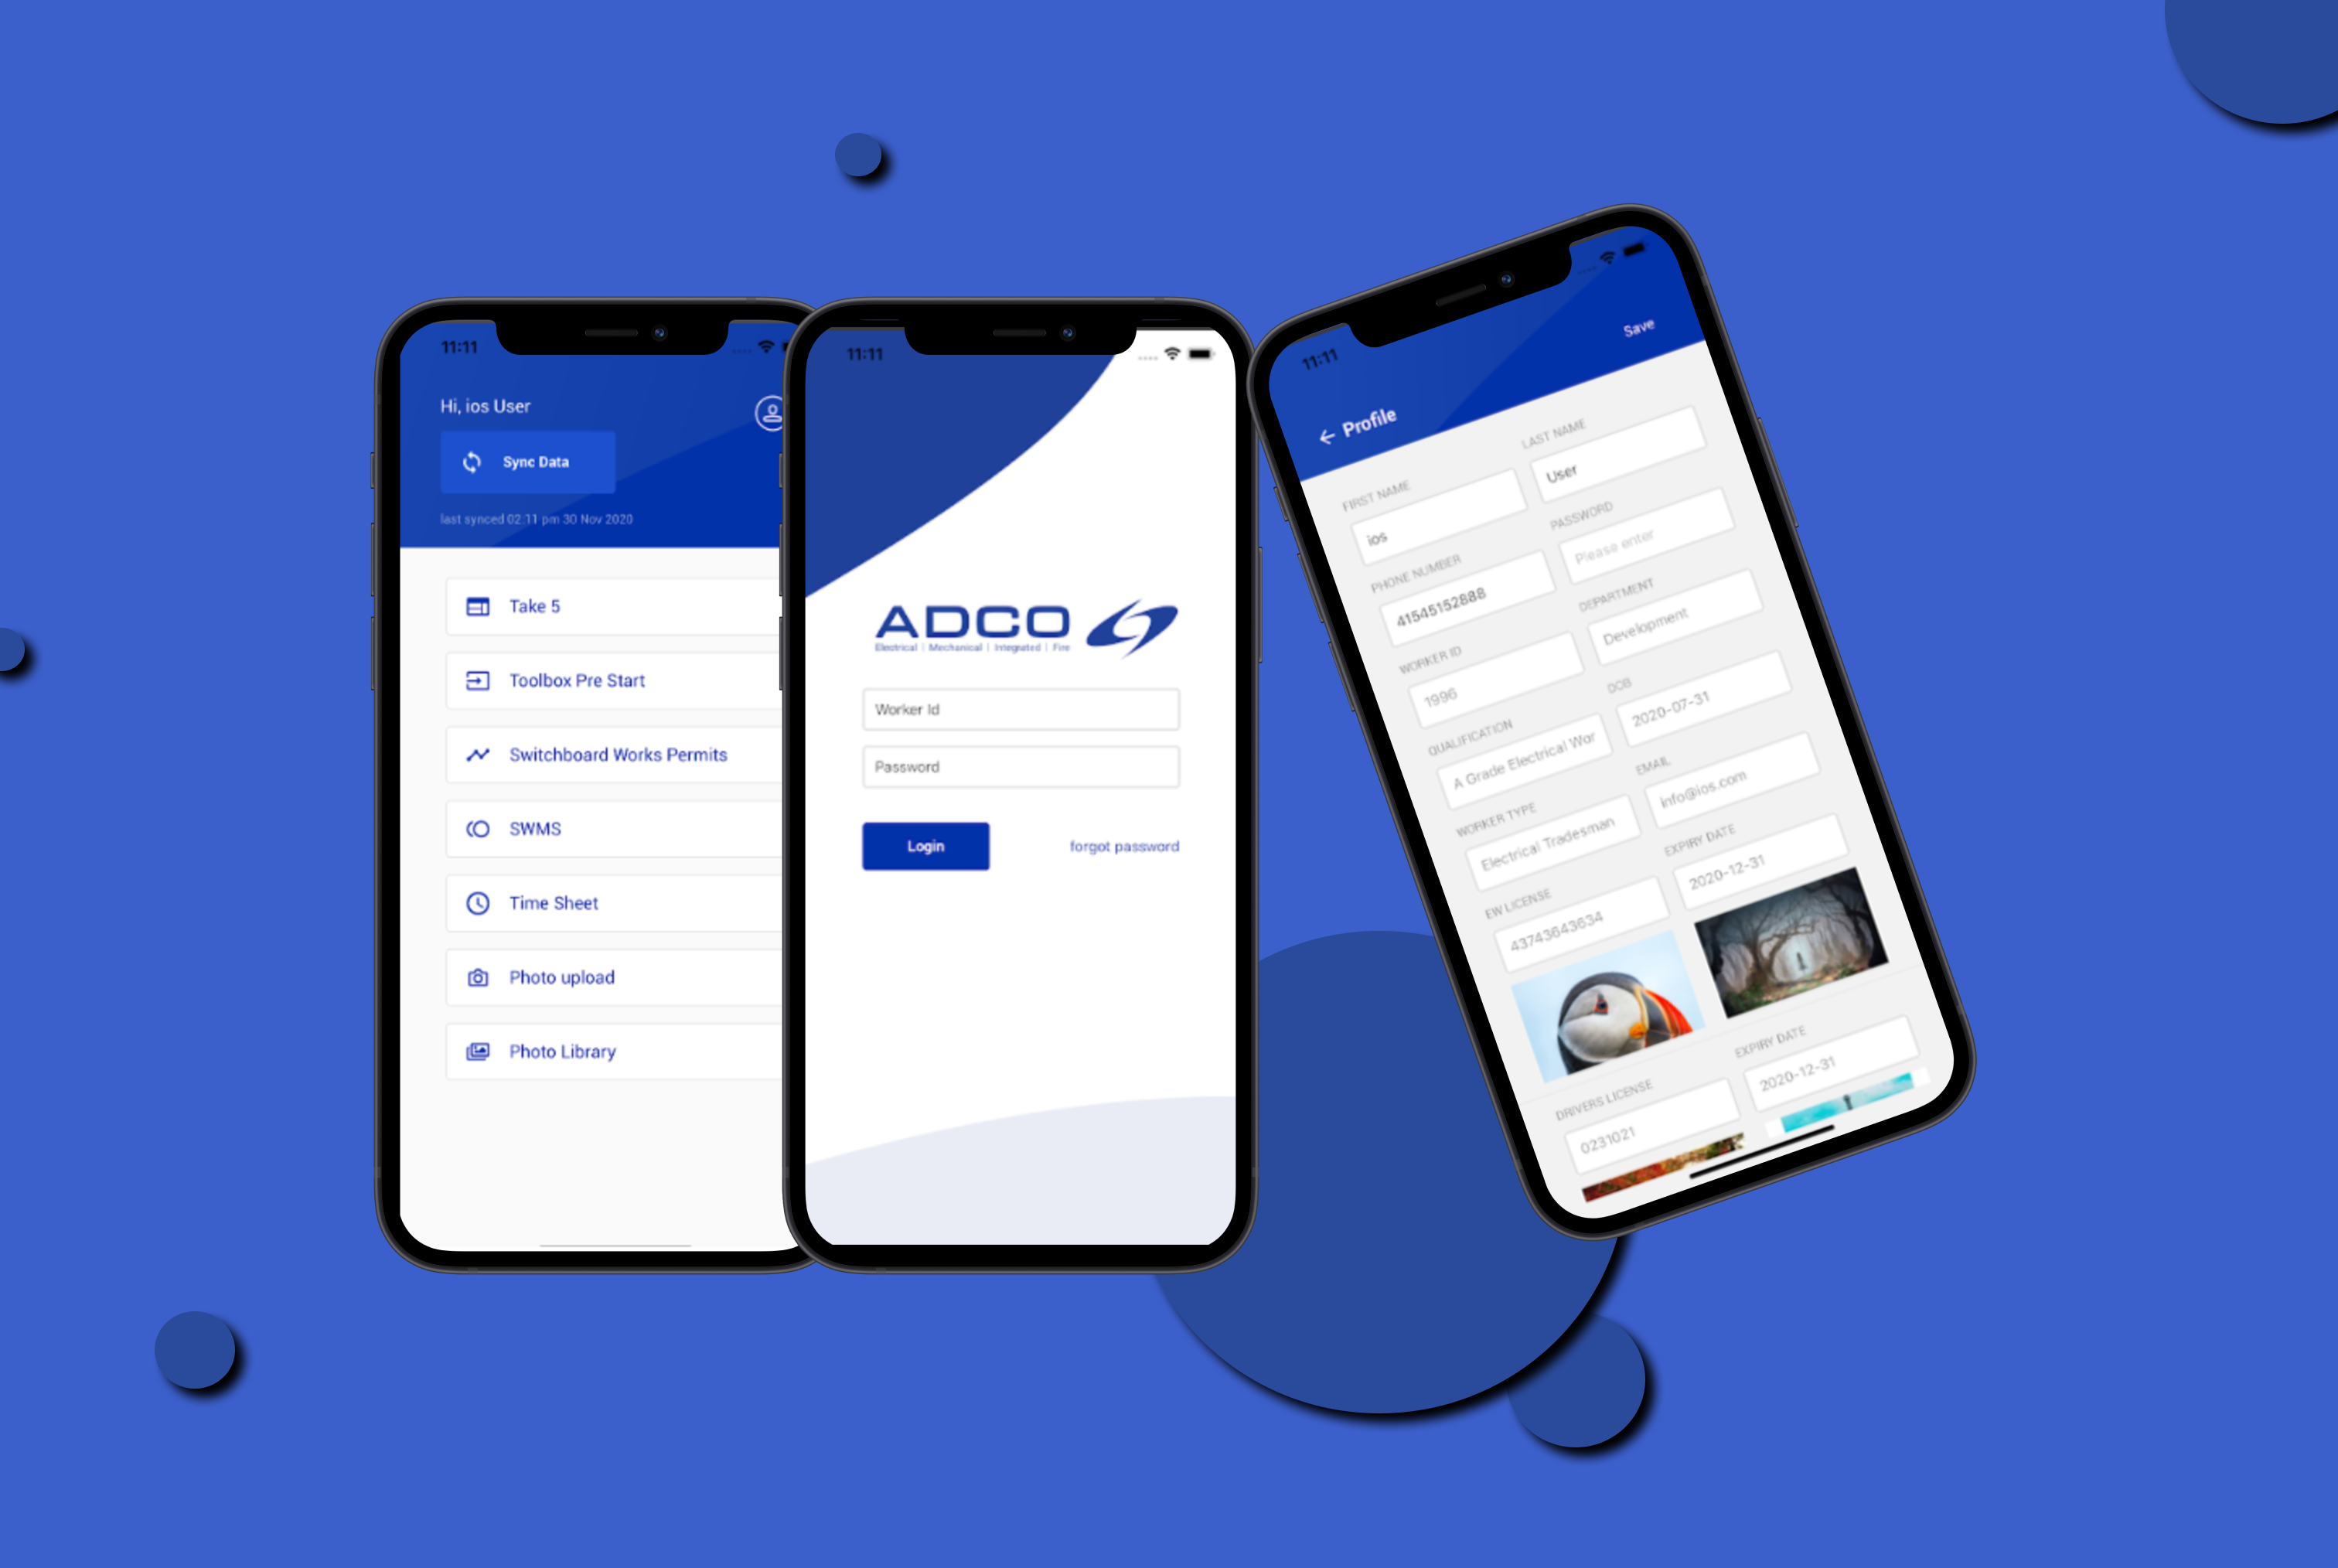 11:11
Hi, ios User
Sync Data
last synced 02:11 pm 30 Nov 2020
Take 5
Toolbox Pre Start
Switchboard Works Permits
SWMS
Time Sheet
Photo upload
Photo Library
11:11
ADCO
Electrical | Mechanical | Integrated | Fire
Worker Id
Password
Login
forgot password
11:11
Save
← Profile
FIRST NAME
LAST NAME
ios
User
PHONE NUMBER
PASSWORD
41545152888
Please enter
WORKER ID
DEPARTMENT
1996
Development
QUALIFICATION
DOB
A Grade Electrical Wor
2020-07-31
WORKER TYPE
EMAIL
Electrical Tradesman
info@ios.com
EW LICENSE
EXPIRY DATE
43743643634
2020-12-31
DRIVERS LICENSE
EXPIRY DATE
0231021
2020-12-31